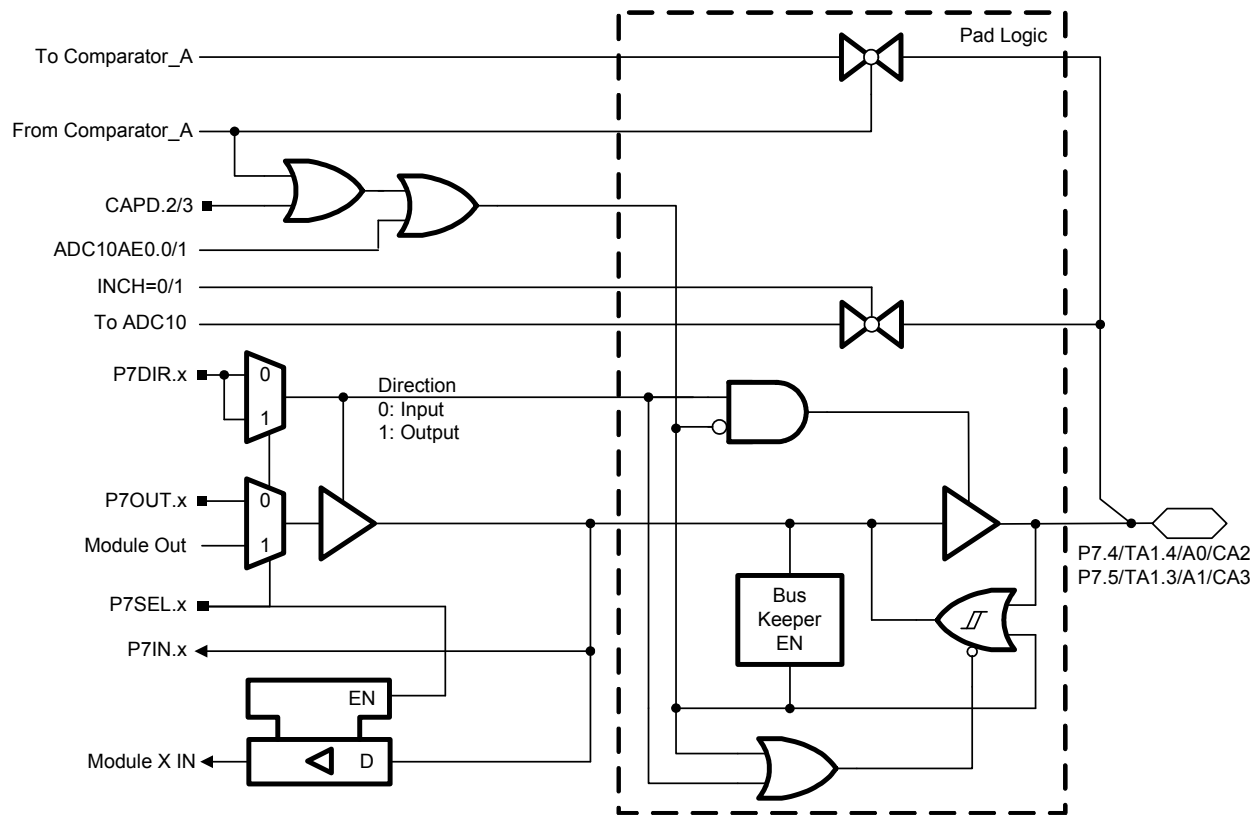 Pad Logic
To Comparator_A
From Comparator_A
CAPD.2/3
ADC10AE0.0/1
INCH=0/1
To ADC10
P7DIR.x
0
1
Direction
0: Input
1: Output
P7OUT.x
0
Module Out
1
P7.4/TA1.4/A0/CA2
P7.5/TA1.3/A1/CA3
P7SEL.x
Bus
Keeper
EN
P7IN.x
EN
Module X IN
D